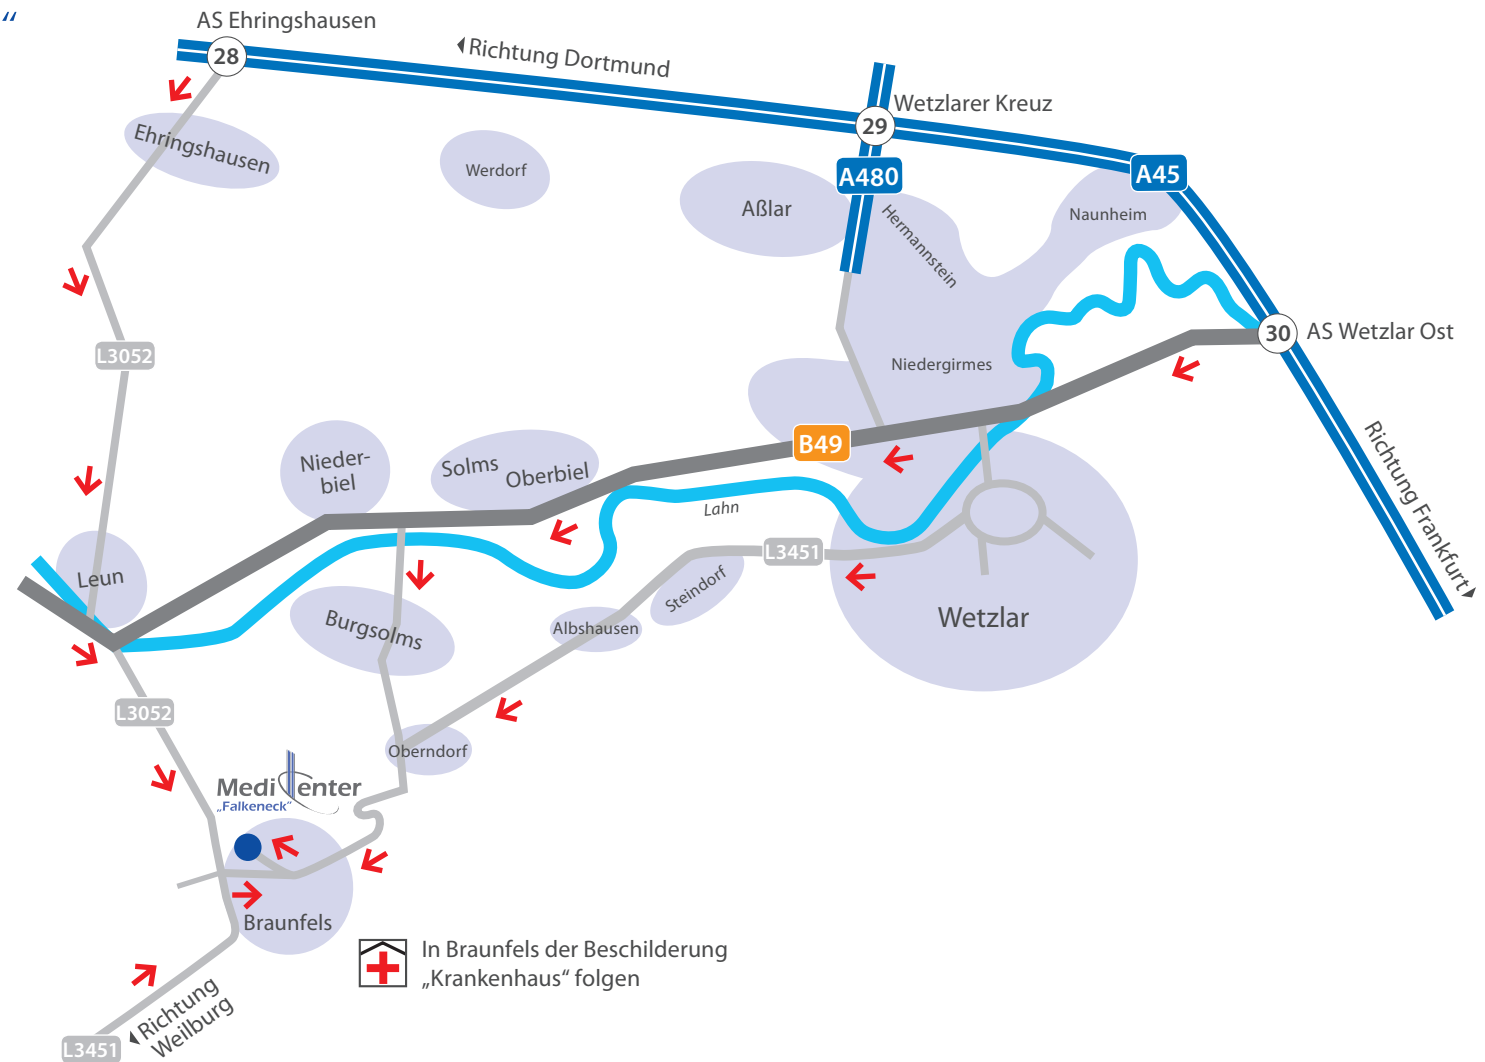 “
AS Ehringshausen
28
Richtung Dortmund
Wetzlarer Kreuz
29
A480
A45
Ehringshausen
Werdorf
Aßlar
Hermannstein
Naunheim
30
AS Wetzlar Ost
L3052
Niedergirmes
B49
Richtung Frankfurt
Nieder-
biel
Solms
Oberbiel
Lahn
L3451
Leun
Steindorf
Burgsolms
Albshausen
Wetzlar
L3052
Oberndorf
MediCenter
„Falkeneck“
Braunfels
In Braunfels der Beschilderung
„Krankenhaus“ folgen
Richtung
Weilburg
L3451